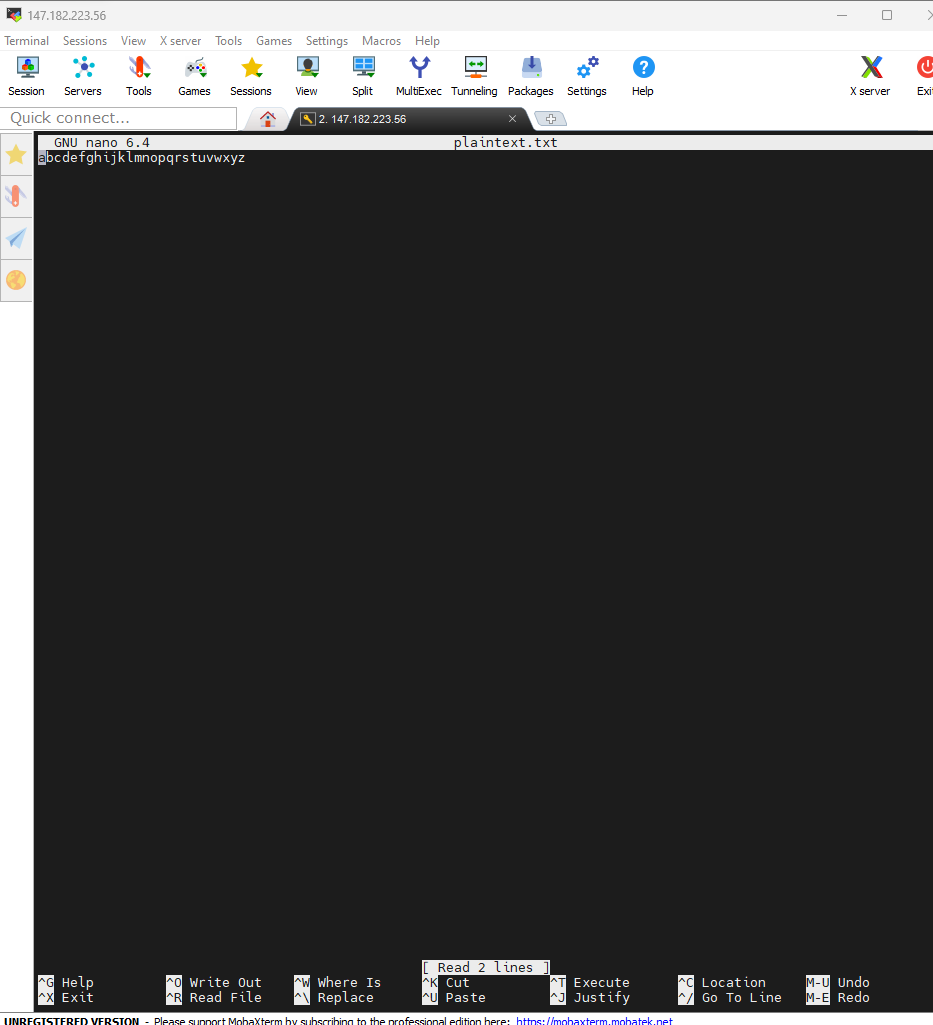 147.182.223.56
Terminal Sessions View X server Tools Games Settings Macros Help
Session Servers Tools Games Sessions View Split MultiExec Tunneling Packages Settings Help X server Exi
Quick connect...
2. 147.182.223.56
GNU nano 6.4 plaintext.txt
abcdefghijklmnopqrstuvwxyz
[ Read 2 lines ]
^G Help ^O Write Out ^W Where Is ^K Cut ^T Execute ^C Location M-U Undo
^X Exit ^R Read File ^\ Replace ^U Paste ^J Justify ^/ Go To Line M-E Redo
UNREGISTERED VERSION - Please support MobaXterm by subscribing to the professional edition here: https://mobaxterm.mobatek.net